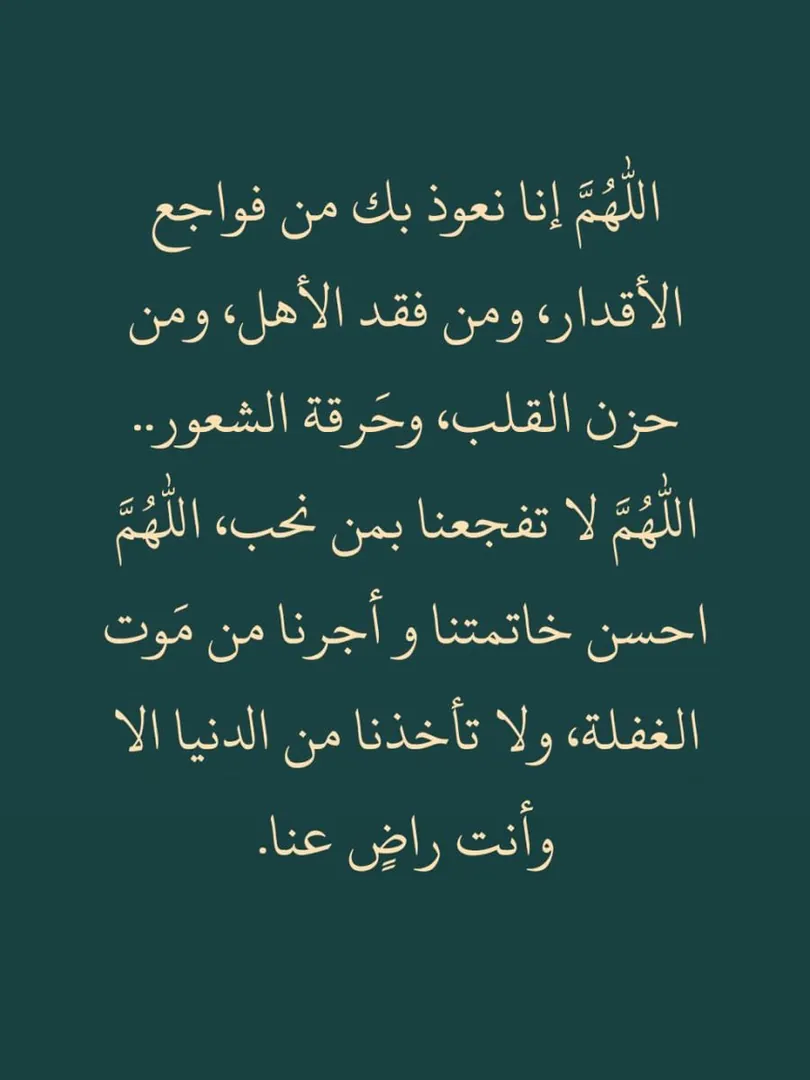 اللّٰهُمَّ إنا نعوذ بك من فواجع
الأقدار، ومن فقد الأهل، ومن
حزن القلب، وحَرقة الشعور..
اللّٰهُمَّ لا تفجعنا بمن نحب، اللّٰهُمَّ
احسن خاتمتنا و أجرنا من مَوت
الغفلة، ولا تأخذنا من الدنيا الا
وأنت راضٍ عنا.